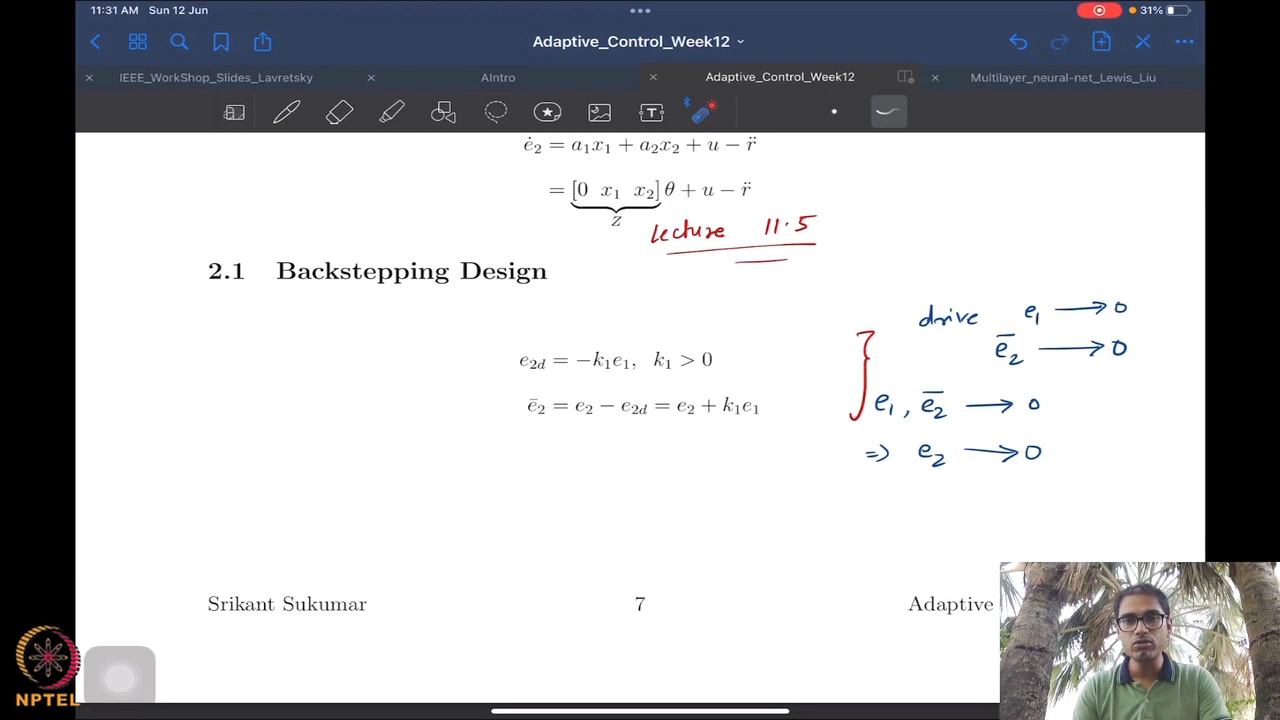 11:31 AM Sun 12 Jun
31%
Adaptive_Control_Week12
IEEE_WorkShop_Slides_Lavretsky
AIntro
Adaptive_Control_Week12
Multilayer_neural-net_Lewis_Liu
ė₂ = a₁x₁ + a₂x₂ + u − r̈
= [0 x₁ x₂] θ + u − r̈
Z
Lecture 11.5
2.1 Backstepping Design
drive e₁ → 0
ē₂ → 0
e₂d = −k₁e₁, k₁ > 0
ē₂ = e₂ − e₂d = e₂ + k₁e₁
e₁, ē₂ → 0
⇒ e₂ → 0
Srikant Sukumar
7
Adaptive
NPTEL